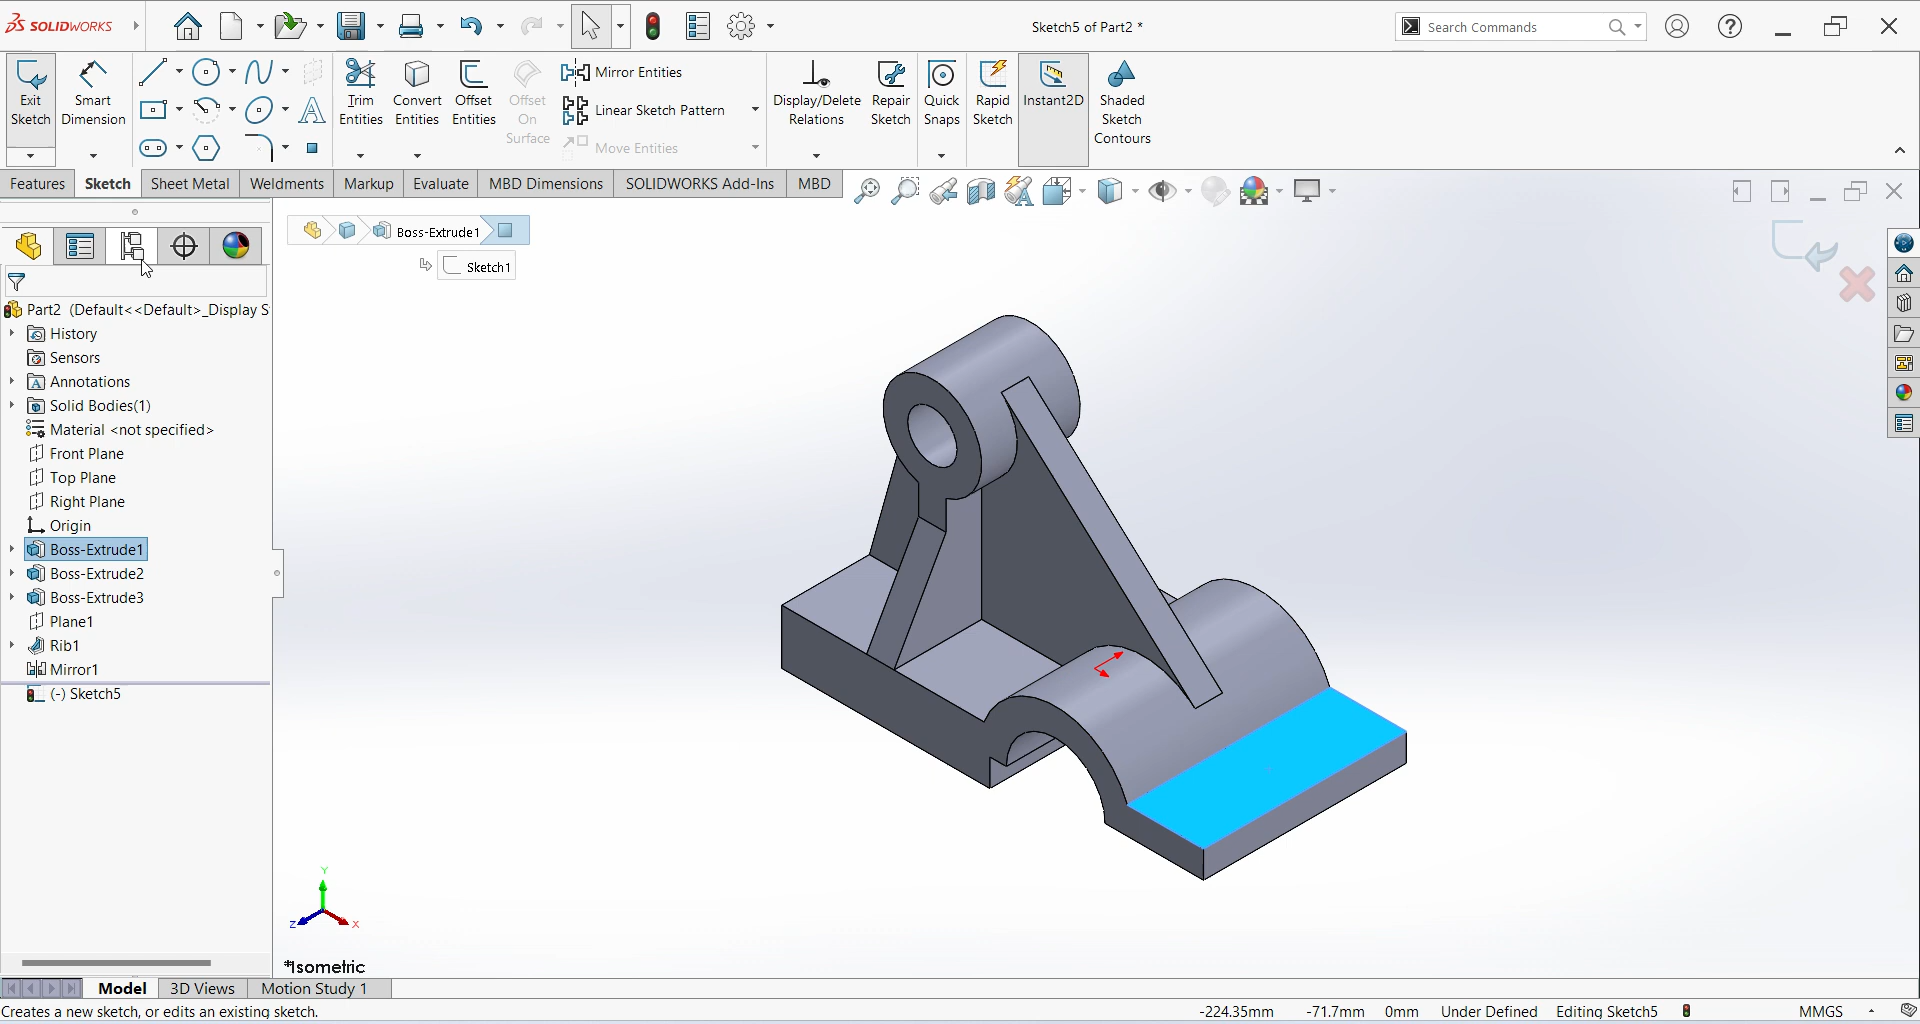 SOLIDWORKS
Sketch5 of Part2 *
Search Commands
Exit Sketch
Smart Dimension
Trim Entities
Convert Entities
Offset Entities
Offset On Surface
Mirror Entities
Linear Sketch Pattern
Move Entities
Display/Delete Relations
Repair Sketch
Quick Snaps
Rapid Sketch
Instant2D
Shaded Sketch Contours
Features
Sketch
Sheet Metal
Weldments
Markup
Evaluate
MBD Dimensions
SOLIDWORKS Add-Ins
MBD
Boss-Extrude1
Sketch1
Part2 (Default<<Default>_Display S
History
Sensors
Annotations
Solid Bodies(1)
Material <not specified>
Front Plane
Top Plane
Right Plane
Origin
Boss-Extrude1
Boss-Extrude2
Boss-Extrude3
Plane1
Rib1
Mirror1
(-) Sketch5
Y
Z
X
*Isometric
Model
3D Views
Motion Study 1
Creates a new sketch, or edits an existing sketch.
-224.35mm
-71.7mm
0mm
Under Defined
Editing Sketch5
MMGS